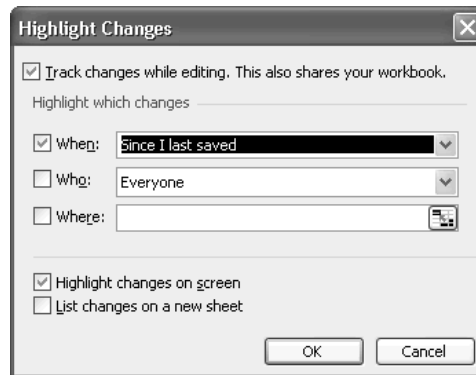 Highlight Changes
Track changes while editing. This also shares your workbook.
Highlight which changes
When: Since I last saved
Who: Everyone
Where:
Highlight changes on screen
List changes on a new sheet
OK Cancel